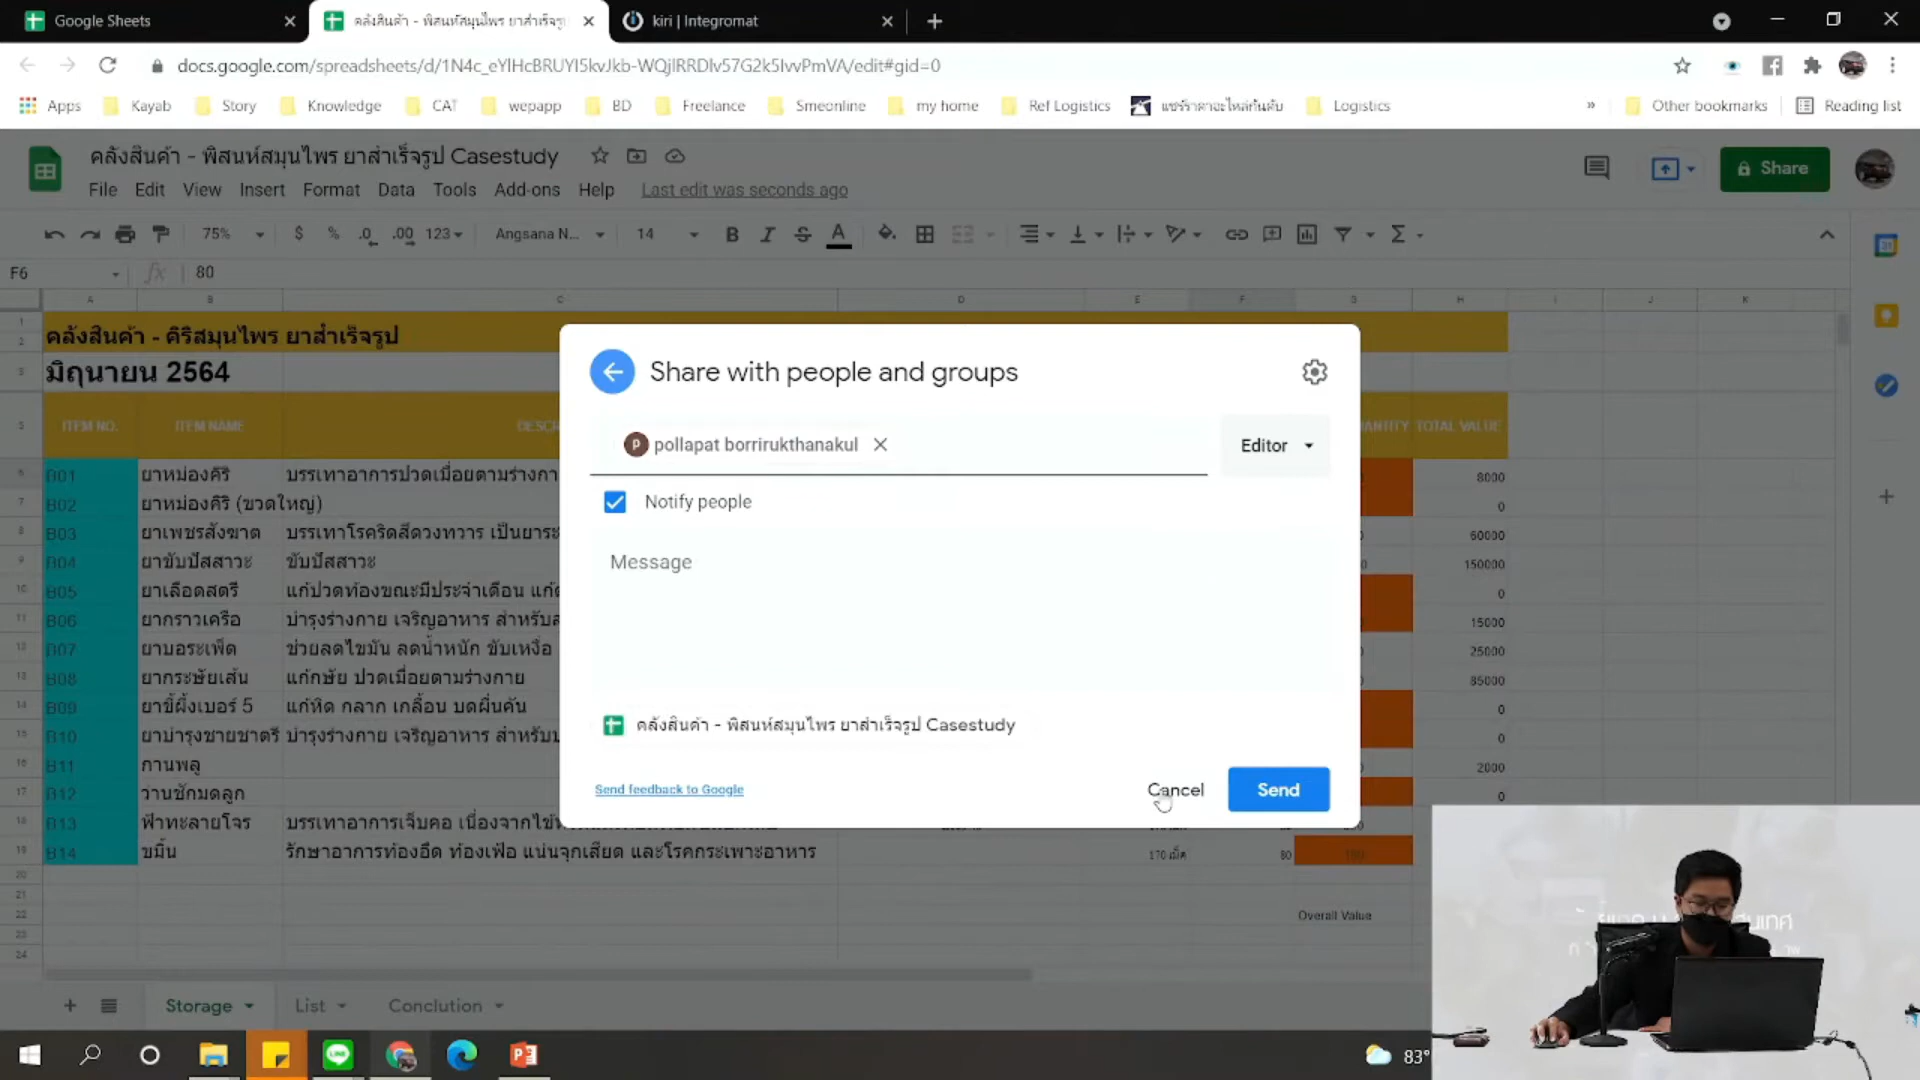 Google Sheets
คลังสินค้า - พิสนห์สมุนไพร ยาสำเร็จรูป
kiri | Integromat
docs.google.com/spreadsheets/d/1N4c_eYIHcBRUYI5kvJkb-WQjlRRDlv57G2k5IvvPmVA/edit#gid=0
Apps Kayab Story Knowledge CAT wepapp BD Freelance Smeonline my home Ref Logistics แชร์ราคาอะไหล่กันคับ Logistics » Other bookmarks Reading list
คลังสินค้า - พิสนห์สมุนไพร ยาสำเร็จรูป Casestudy
File Edit View Insert Format Data Tools Add-ons Help Last edit was seconds ago
Share
75% $ % .0 .00 123 Angsana N... 14 B I S A
F6 fx 80
A B C D E F G H I J K
คลังสินค้า - คิริสมุนไพร ยาสำเร็จรูป
มิถุนายน 2564
ITEM NO. ITEM NAME TOTAL VALUE
B01 ยาหม่องคิริ บรรเทาอาการปวดเมื่อยตามร่างกา 8000
B02 ยาหม่องคิริ (ขวดใหญ่) 0
B03 ยาเพชรสังฆาต บรรเทาโรคริดสีดวงทวาร เป็นยาระ 60000
B04 ยาขับปัสสาวะ ขับปัสสาวะ 150000
B05 ยาเลือดสตรี แก้ปวดท้องขณะมีประจำเดือน 0
B06 ยากราวเครือ บำรุงร่างกาย เจริญอาหาร 15000
B07 ยาบอระเพ็ด ช่วยลดไขมัน ลดน้ำหนัก ขับเหงื่อ 25000
B08 ยากระษัยเส้น แก้กษัย ปวดเมื่อยตามร่างกาย 85000
B09 ยาขี้ผึ้งเบอร์ 5 แก้หิด กลาก เกลื้อน บดผื่นคัน 0
B10 ยาบำรุงชายชาตรี บำรุงร่างกาย เจริญอาหาร 0
B11 กานพลู 2000
B12 ว่านชักมดลูก 0
B13 ฟ้าทะลายโจร บรรเทาอาการเจ็บคอ
B14 ขมิ้น รักษาอาการท้องอืด ท้องเฟ้อ แน่นจุกเสียด และโรคกระเพาะอาหาร 170 เม็ด 80
Overall Value
Share with people and groups
p pollapat borrirukthanakul
Editor
Notify people
Message
คลังสินค้า - พิสนห์สมุนไพร ยาสำเร็จรูป Casestudy
Send feedback to Google
Cancel
Send
Storage List Conclution
83°